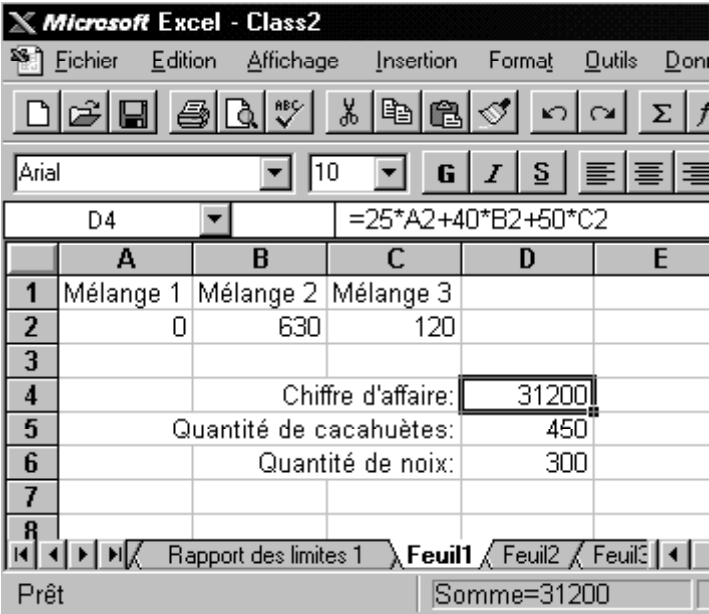 Microsoft Excel - Class2
Fichier Edition Affichage Insertion Format Outils
ABC
Arial 10 G I S Σ
D4 =25*A2+40*B2+50*C2
A B C D E
1 Mélange 1 Mélange 2 Mélange 3
2 0 630 120
3
4 Chiffre d'affaire: 31200
5 Quantité de cacahuètes: 450
6 Quantité de noix: 300
7
8
Rapport des limites 1 Feuil1 Feuil2 Feuil3
Prêt Somme=31200